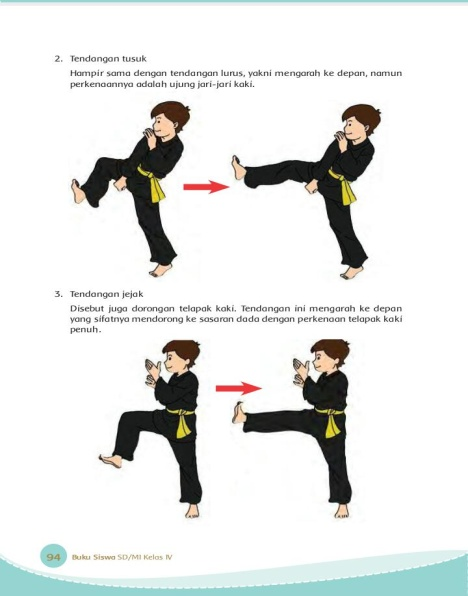 2. Tendangan tusuk
Hampir sama dengan tendangan lurus, yakni mengarah ke depan, namun
perkenaannya adalah ujung jari-jari kaki.
3. Tendangan jejak
Disebut juga dorongan telapak kaki. Tendangan ini mengarah ke depan
yang sifatnya mendorong ke sasaran dada dengan perkenaan telapak kaki
penuh.
94 Buku Siswa SD/MI Kelas IV